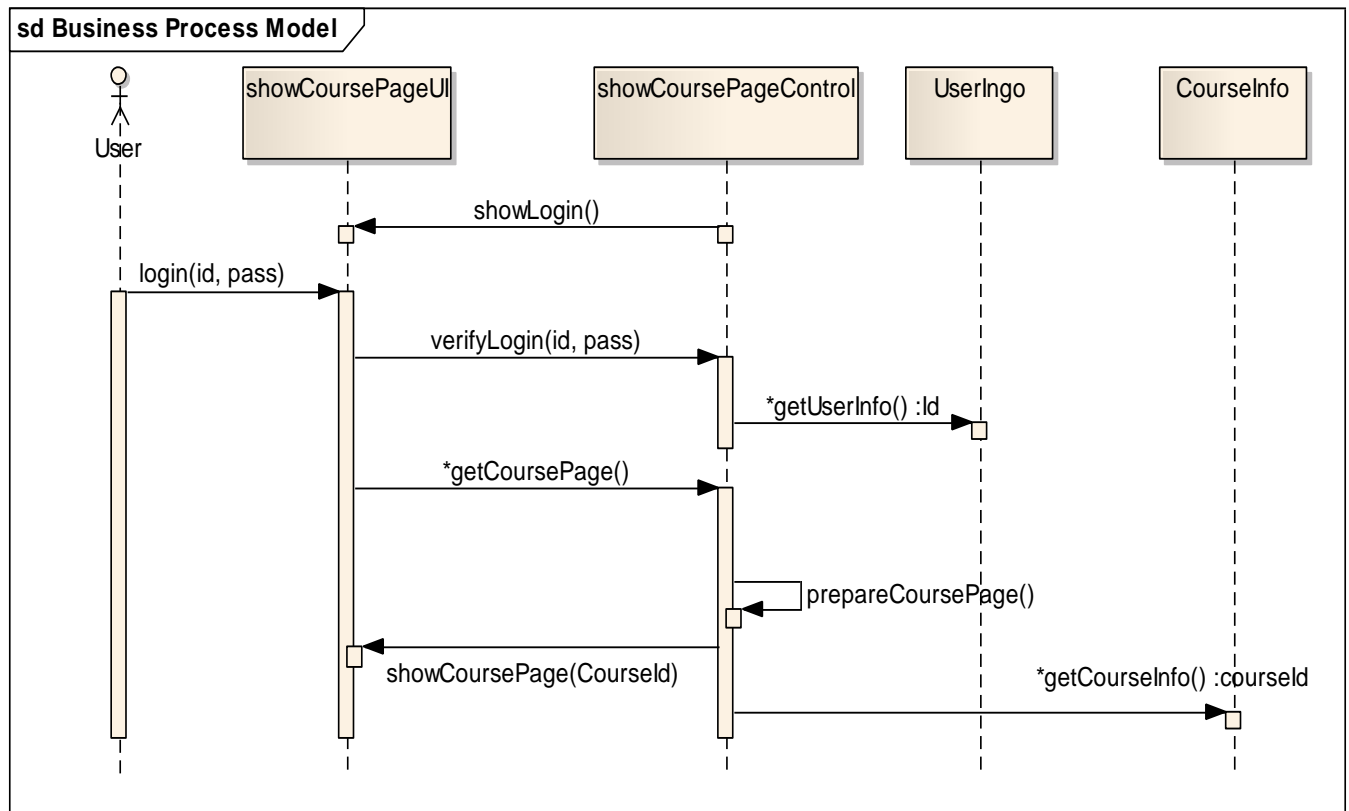 sd Business Process Model
User
showCoursePageUI
showCoursePageControl
UserIngo
CourseInfo
showLogin()
login(id, pass)
verifyLogin(id, pass)
*getUserInfo() :Id
*getCoursePage()
prepareCoursePage()
showCoursePage(CourseId)
*getCourseInfo() :courseId